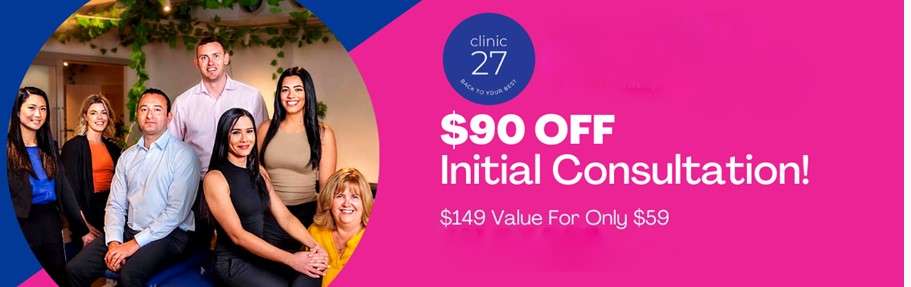 clinic
27
BACK TO YOUR BEST
$90 OFF
Initial Consultation!
$149 Value For Only $59